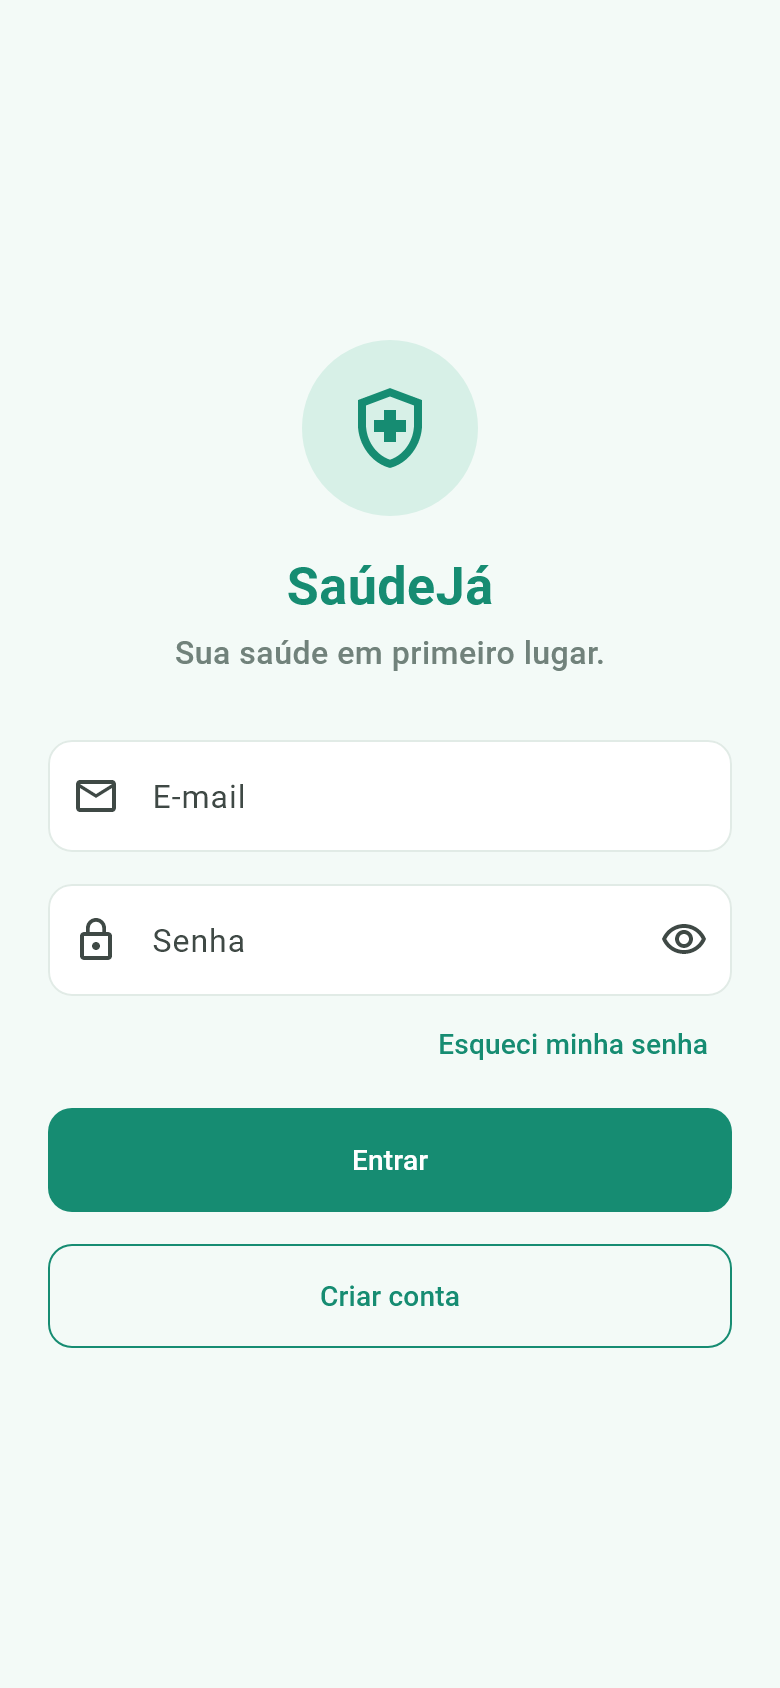 SaúdeJá
Sua saúde em primeiro lugar.
E-mail
Senha
Esqueci minha senha
Entrar
Criar conta